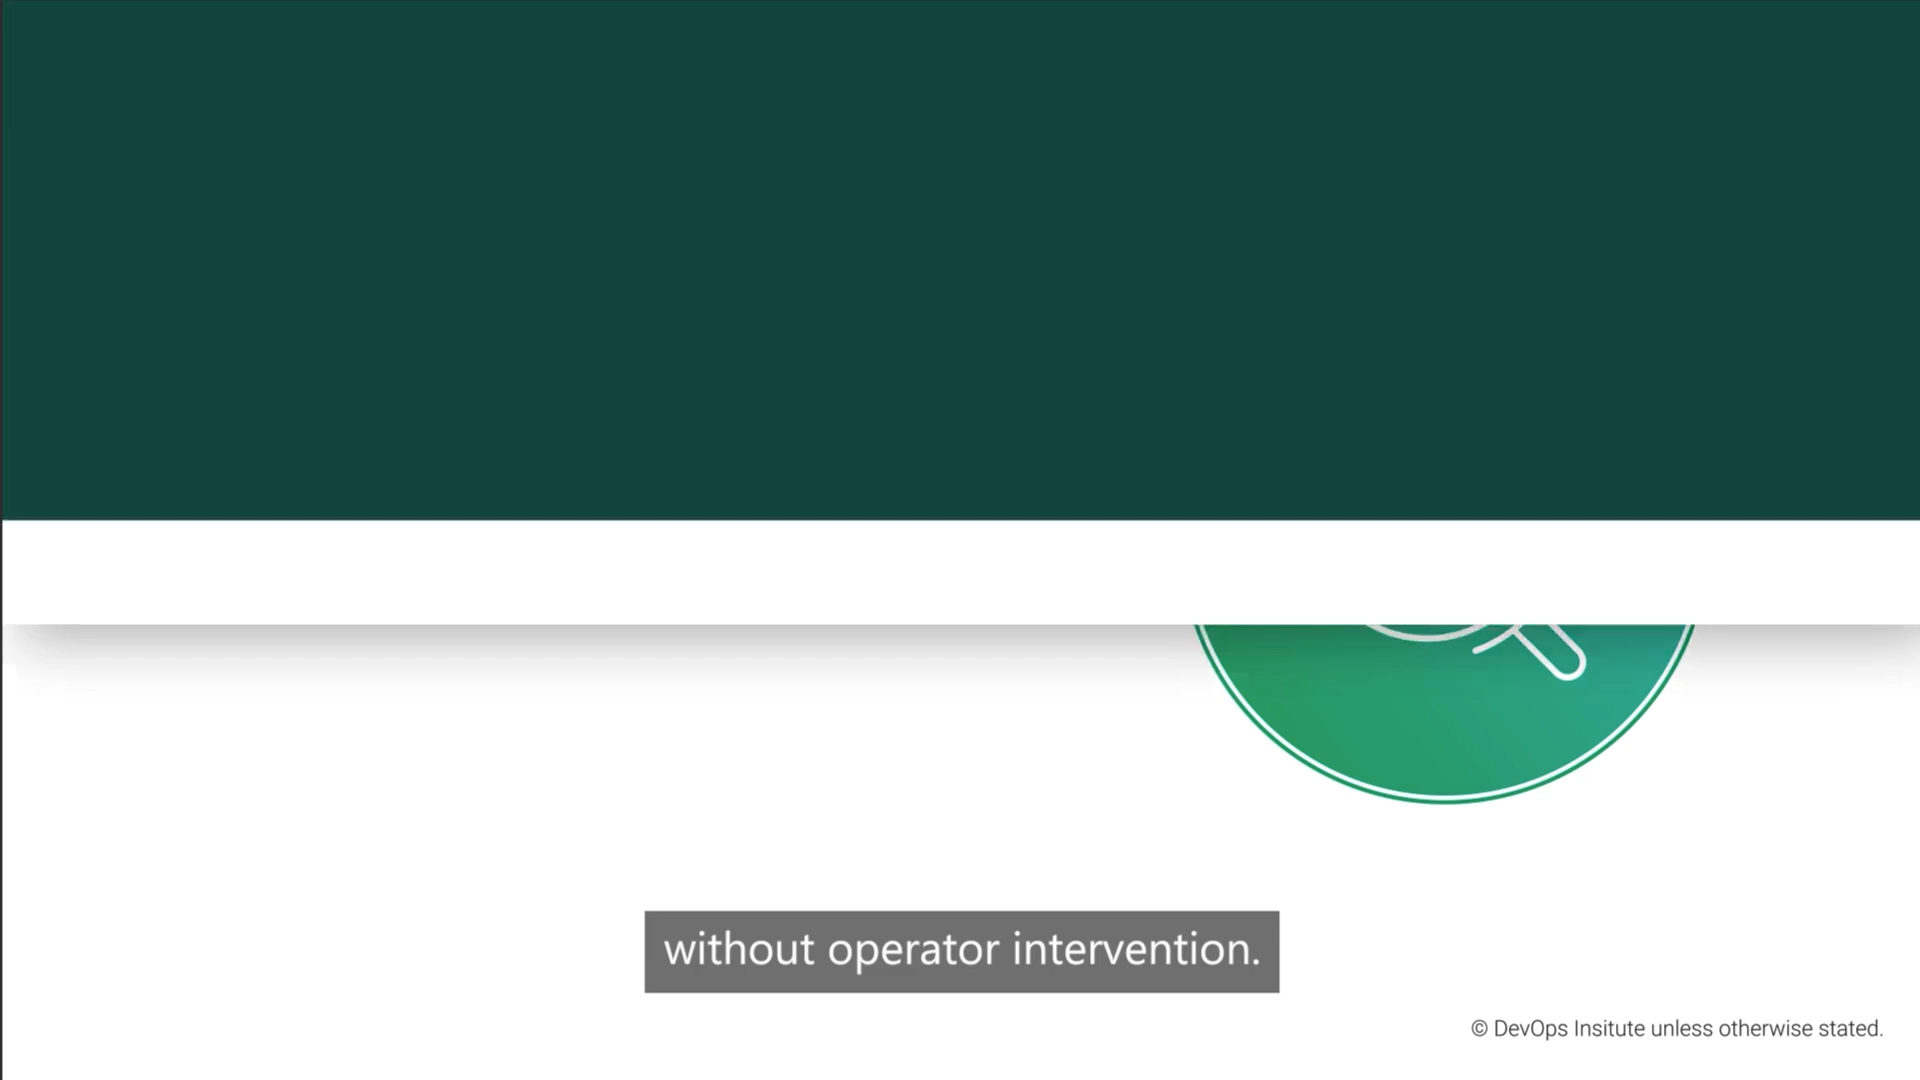 without operator intervention.
© DevOps Insitute unless otherwise stated.